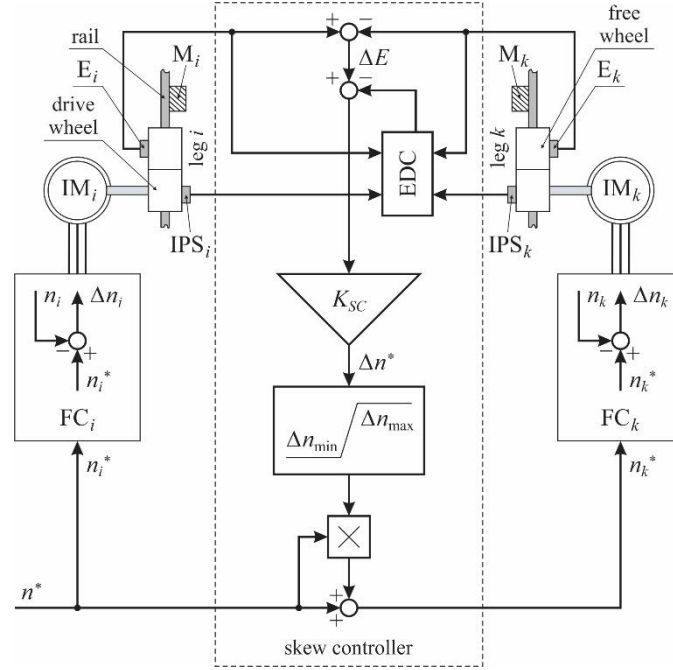 free
wheel
rail
M_i
ΔE
M_k
E_i
E_k
drive
wheel
leg i
leg k
EDC
IM_i
IM_k
IPS_i
IPS_k
K_SC
n_i
Δn_i
n_k
Δn_k
Δn*
n_i*
n_k*
Δn_min
Δn_max
FC_i
FC_k
n_i*
n_k*
n*
skew controller
+
−
+
−
−
+
−
+
×
+
+